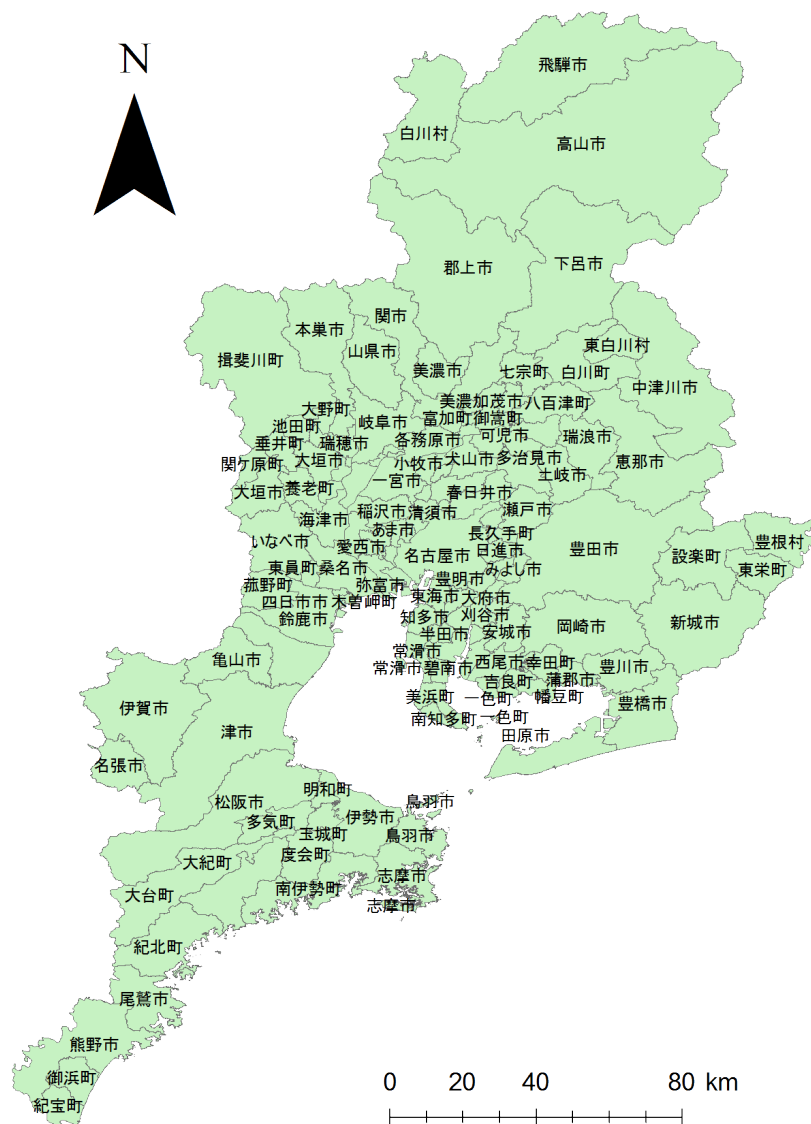 N
飛騨市
白川村
高山市
郡上市
下呂市
関市
本巣市
東白川村
山県市
揖斐川町
美濃市
七宗町
白川町
中津川市
大野町
美濃加茂市
八百津町
池田町
岐阜市
富加町
御嵩町
垂井町
瑞穂市
各務原市
可児市
瑞浪市
関ケ原町
大垣市
小牧市
犬山市
多治見市
恵那市
土岐市
一宮市
大垣市
養老町
春日井市
稲沢市
清須市
瀬戸市
海津市
あま市
いなべ市
愛西市
長久手町
名古屋市
日進市
豊田市
設楽町
豊根村
東員町
桑名市
みよし市
東栄町
菰野町
弥富市
豊明市
四日市市
木曽岬町
東海市
大府市
鈴鹿市
知多市
刈谷市
半田市
安城市
岡崎市
新城市
常滑市
亀山市
常滑市
碧南市
西尾市
幸田町
豊川市
吉良町
蒲郡市
美浜町
一色町
幡豆町
伊賀市
南知多町
一色町
豊橋市
津市
田原市
名張市
明和町
松阪市
鳥羽市
多気町
伊勢市
玉城町
鳥羽市
大紀町
度会町
志摩市
大台町
南伊勢町
志摩市
紀北町
尾鷲市
熊野市
御浜町
紀宝町
0 20 40 80 km